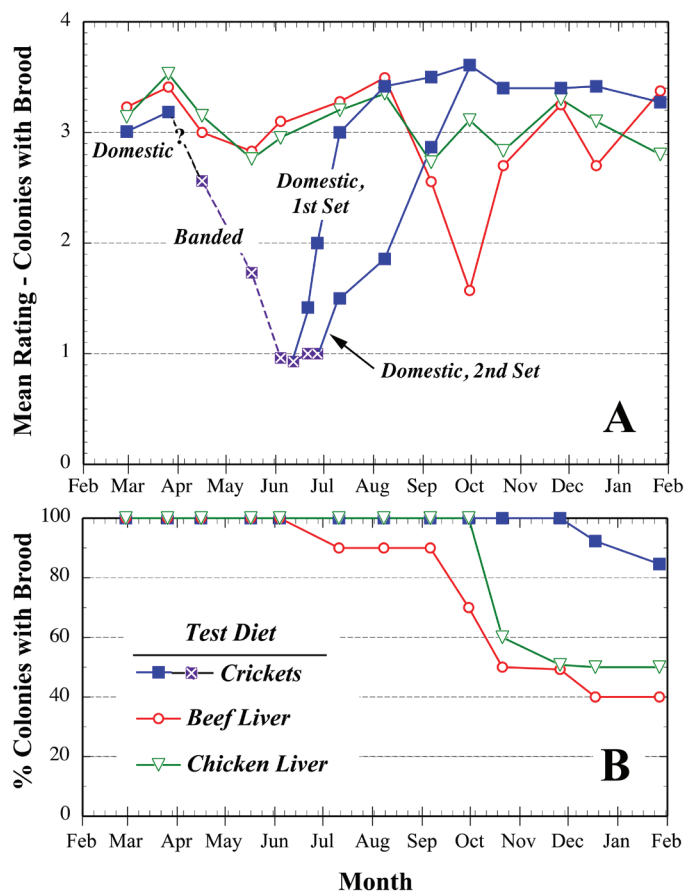 4
3
2
1
0
Mean Rating - Colonies with Brood
Domestic
?
Banded
Domestic,
1st Set
Domestic, 2nd Set
A
Feb Mar Apr May Jun Jul Aug Sep Oct Nov Dec Jan Feb
100
80
60
40
20
0
% Colonies with Brood
Test Diet
Crickets
Beef Liver
Chicken Liver
B
Feb Mar Apr May Jun Jul Aug Sep Oct Nov Dec Jan Feb
Month